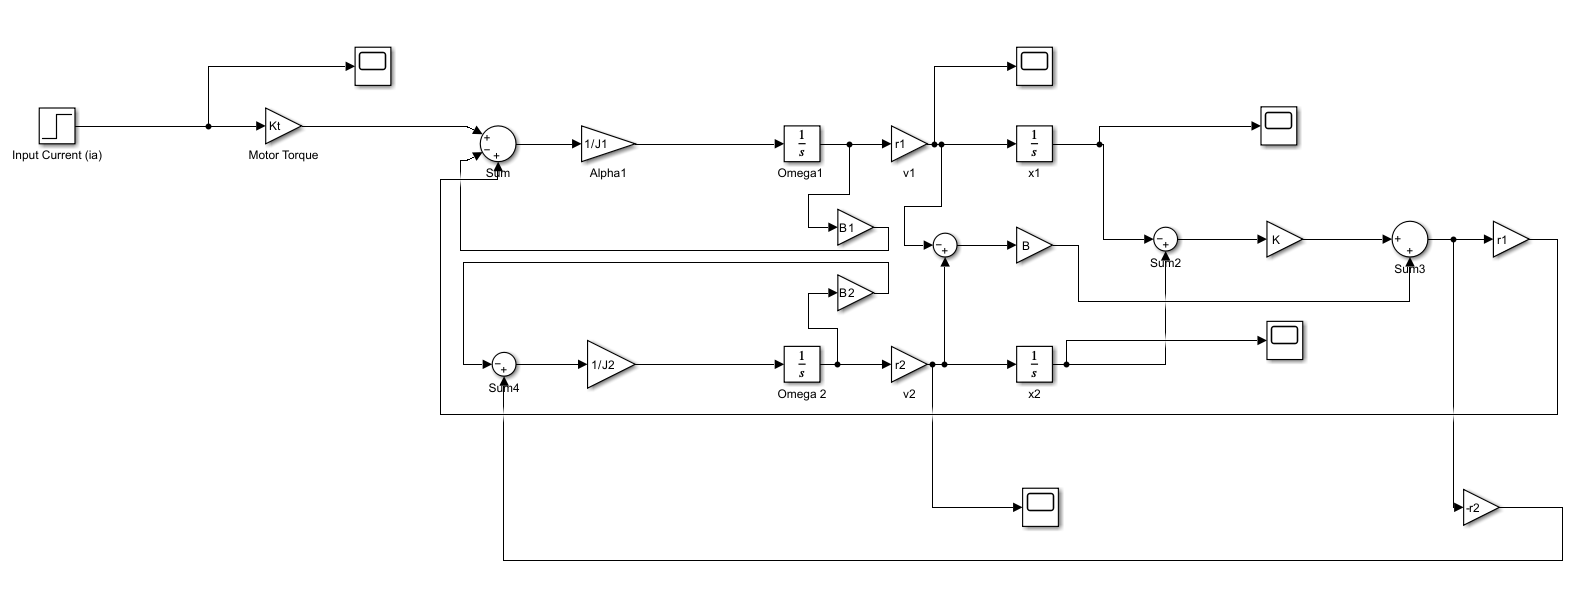 Input Current (ia)
Kt
Motor Torque
+
−
+
Sum
1/J1
Alpha1
1
s
Omega1
r1
v1
1
s
x1
B1
−
+
B
−
+
Sum2
K
+
+
Sum3
r1
B2
−
+
Sum4
1/J2
1
s
Omega 2
r2
v2
1
s
x2
-r2